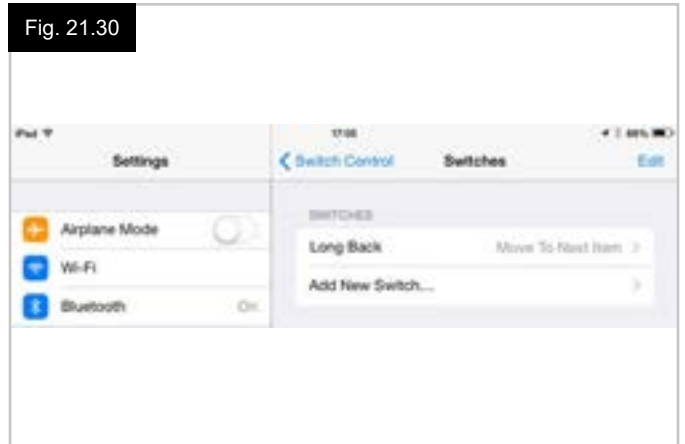 Fig. 21.30
iPad 17:05 66%
Settings
Switch Control Switches Edit
SWITCHES
Airplane Mode
Long Back Move To Next Item
Wi-Fi
Add New Switch...
Bluetooth On